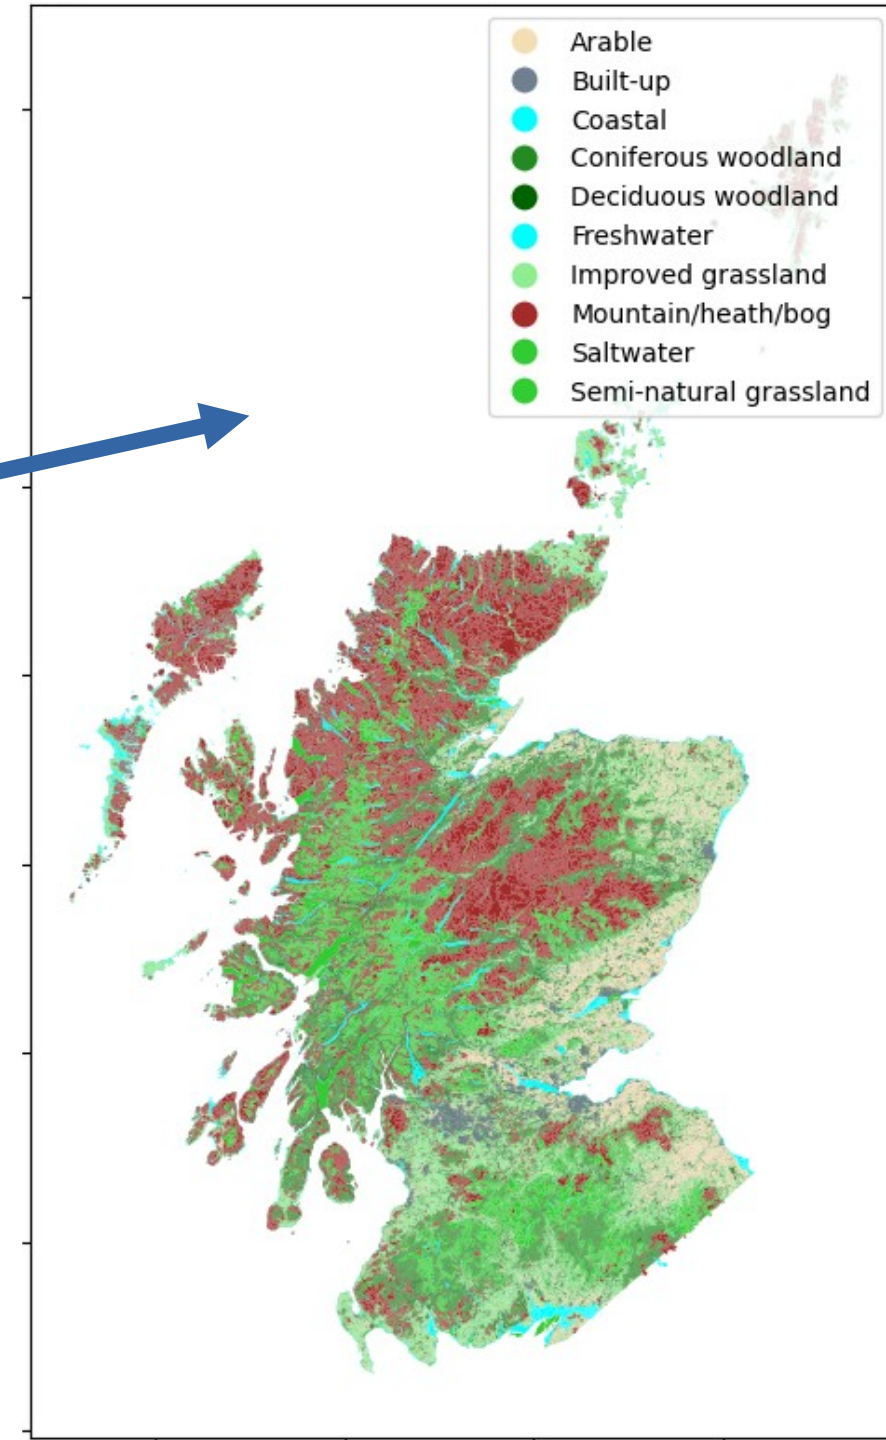 Arable
Built-up
Coastal
Coniferous woodland
Deciduous woodland
Freshwater
Improved grassland
Mountain/heath/bog
Saltwater
Semi-natural grassland